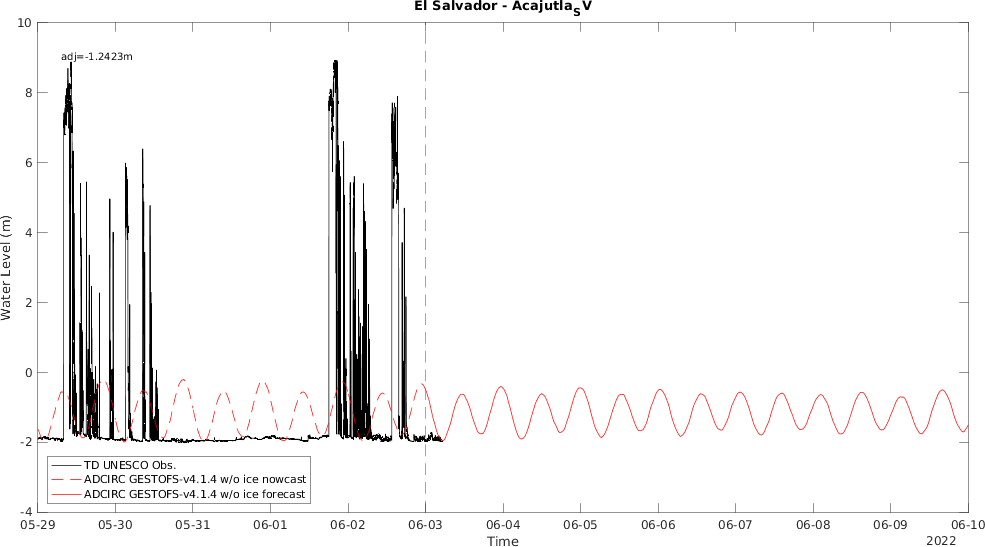 El Salvador - Acajutla_SV
adj=-1.2423m
10
8
6
4
2
0
-2
-4
Water Level (m)
TD UNESCO Obs.
ADCIRC GESTOFS-v4.1.4 w/o ice nowcast
ADCIRC GESTOFS-v4.1.4 w/o ice forecast
05-29 05-30 05-31 06-01 06-02 06-03 06-04 06-05 06-06 06-07 06-08 06-09 06-10
Time
2022